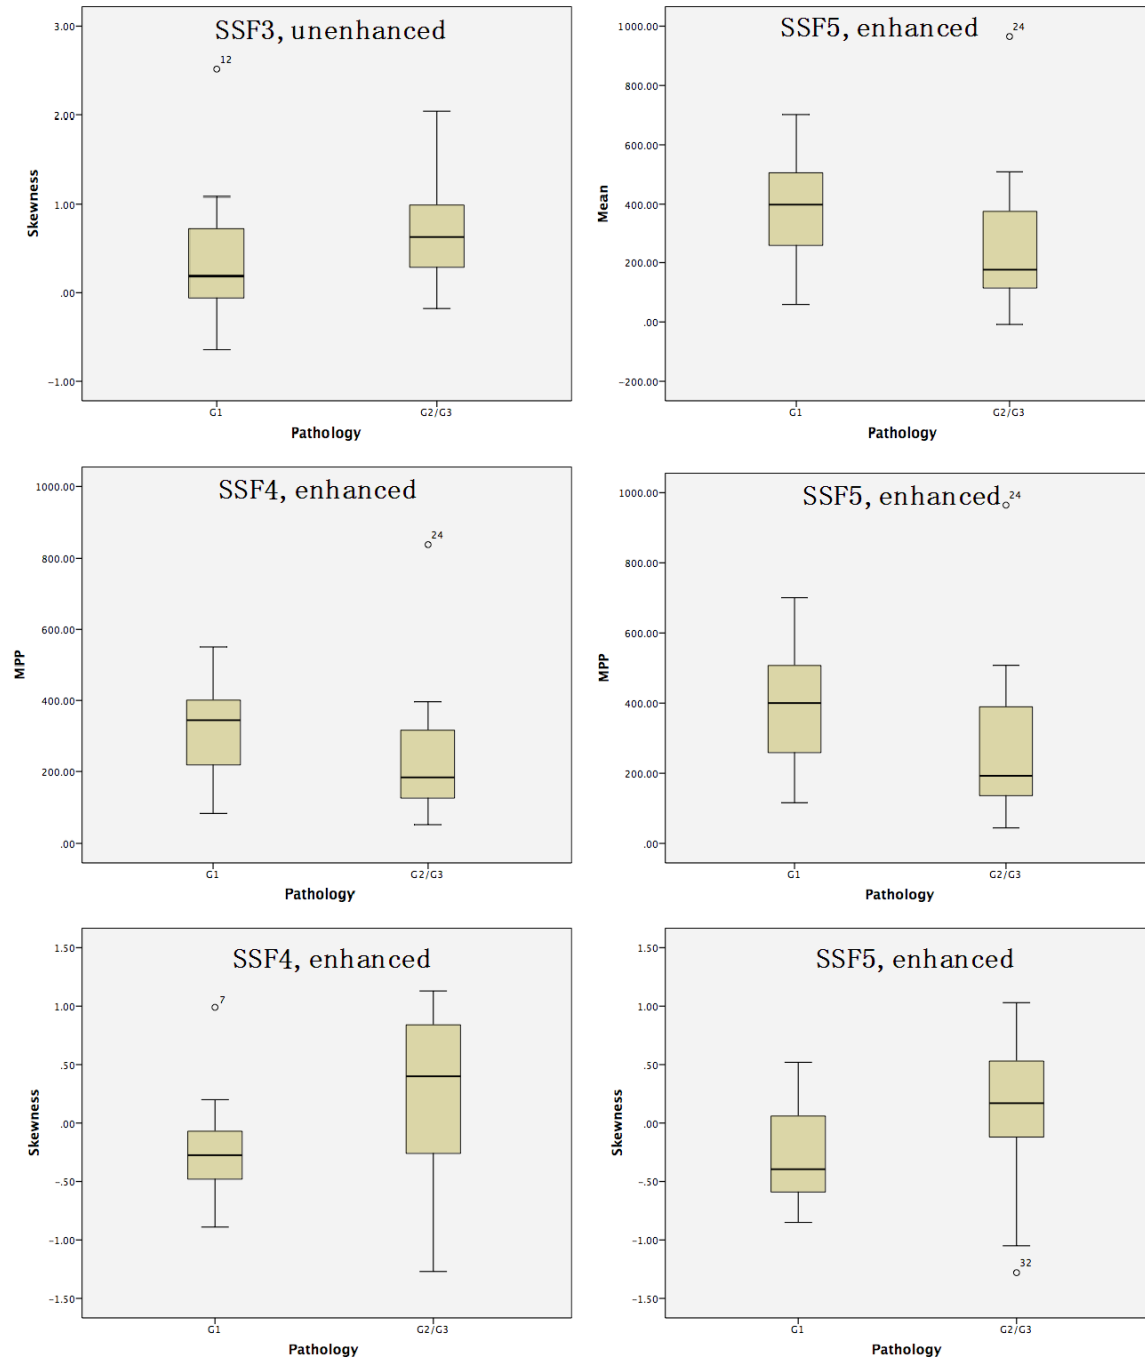 SSF3, unenhanced
3.00
2.00
1.00
.00
−1.00
Skewness
12
G1
G2/G3
Pathology
SSF5, enhanced
1000.00
800.00
600.00
400.00
200.00
.00
−200.00
Mean
24
G1
G2/G3
Pathology
SSF4, enhanced
1000.00
800.00
600.00
400.00
200.00
.00
MPP
24
G1
G2/G3
Pathology
SSF5, enhanced
1000.00
800.00
600.00
400.00
200.00
.00
MPP
24
G1
G2/G3
Pathology
SSF4, enhanced
1.50
1.00
.50
.00
−.50
−1.00
−1.50
Skewness
7
G1
G2/G3
Pathology
SSF5, enhanced
1.50
1.00
.50
.00
−.50
−1.00
−1.50
Skewness
32
G1
G2/G3
Pathology